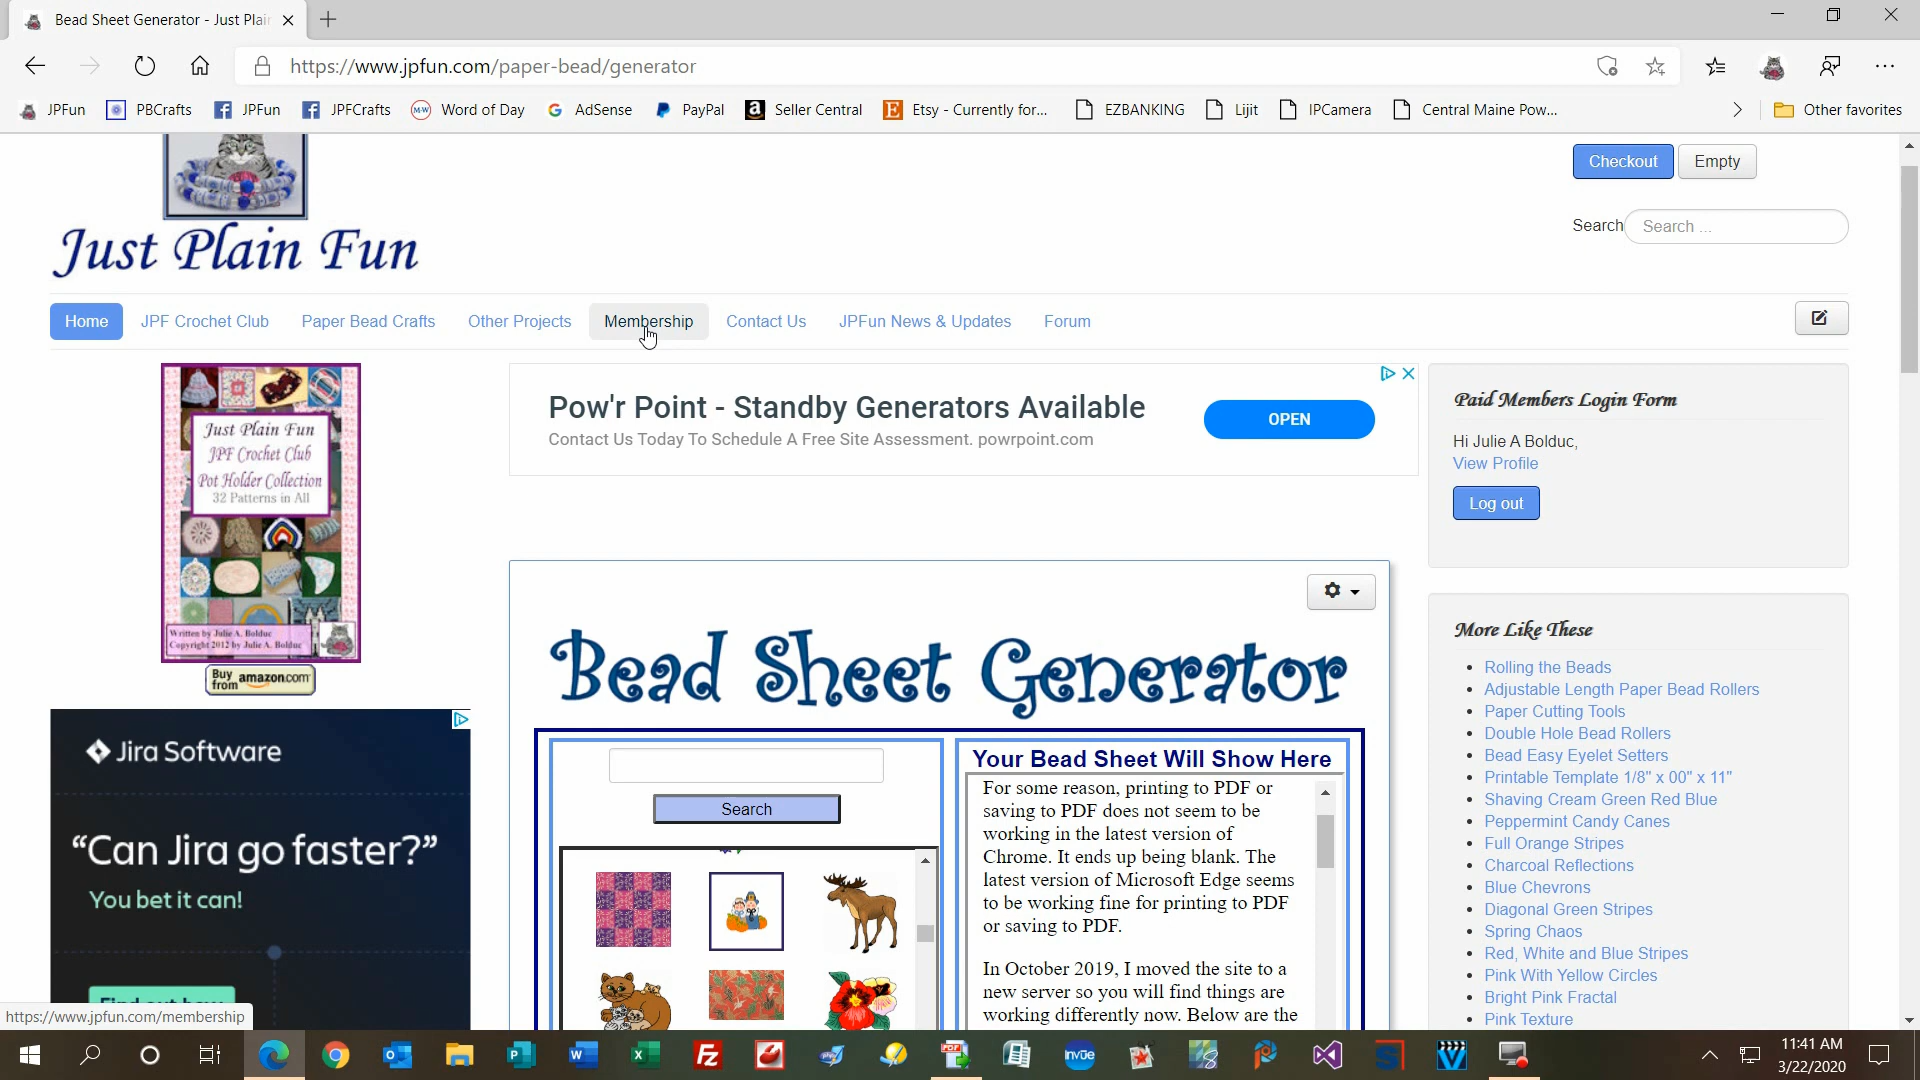 Bead Sheet Generator - Just Plai
https://www.jpfun.com/paper-bead/generator
JPFun
PBCrafts
JPFun
JPFCrafts
Word of Day
AdSense
PayPal
Seller Central
Etsy - Currently for...
EZBANKING
Lijit
IPCamera
Central Maine Pow...
Other favorites
Checkout
Empty
Search
Search ...
Just Plain Fun
Home
JPF Crochet Club
Paper Bead Crafts
Other Projects
Membership
Contact Us
JPFun News & Updates
Forum
Just Plain Fun
JPF Crochet Club
Pot Holder Collection
32 Patterns in All
Written by Julie A. Bolduc
Copyright 2012 by Julie A. Bolduc
Buy from amazon.com
Jira Software
“Can Jira go faster?”
You bet it can!
Find out how
Pow'r Point - Standby Generators Available
Contact Us Today To Schedule A Free Site Assessment. powrpoint.com
OPEN
Bead Sheet Generator
Search
Your Bead Sheet Will Show Here
For some reason, printing to PDF or
saving to PDF does not seem to be
working in the latest version of
Chrome. It ends up being blank. The
latest version of Microsoft Edge seems
to be working fine for printing to PDF
or saving to PDF.
In October 2019, I moved the site to a
new server so you will find things are
working differently now. Below are the
Paid Members Login Form
Hi Julie A Bolduc,
View Profile
Log out
More Like These
Rolling the Beads
Adjustable Length Paper Bead Rollers
Paper Cutting Tools
Double Hole Bead Rollers
Bead Easy Eyelet Setters
Printable Template 1/8" x 00" x 11"
Shaving Cream Green Red Blue
Peppermint Candy Canes
Full Orange Stripes
Charcoal Reflections
Blue Chevrons
Diagonal Green Stripes
Spring Chaos
Red, White and Blue Stripes
Pink With Yellow Circles
Bright Pink Fractal
Pink Texture
https://www.jpfun.com/membership
11:41 AM
3/22/2020